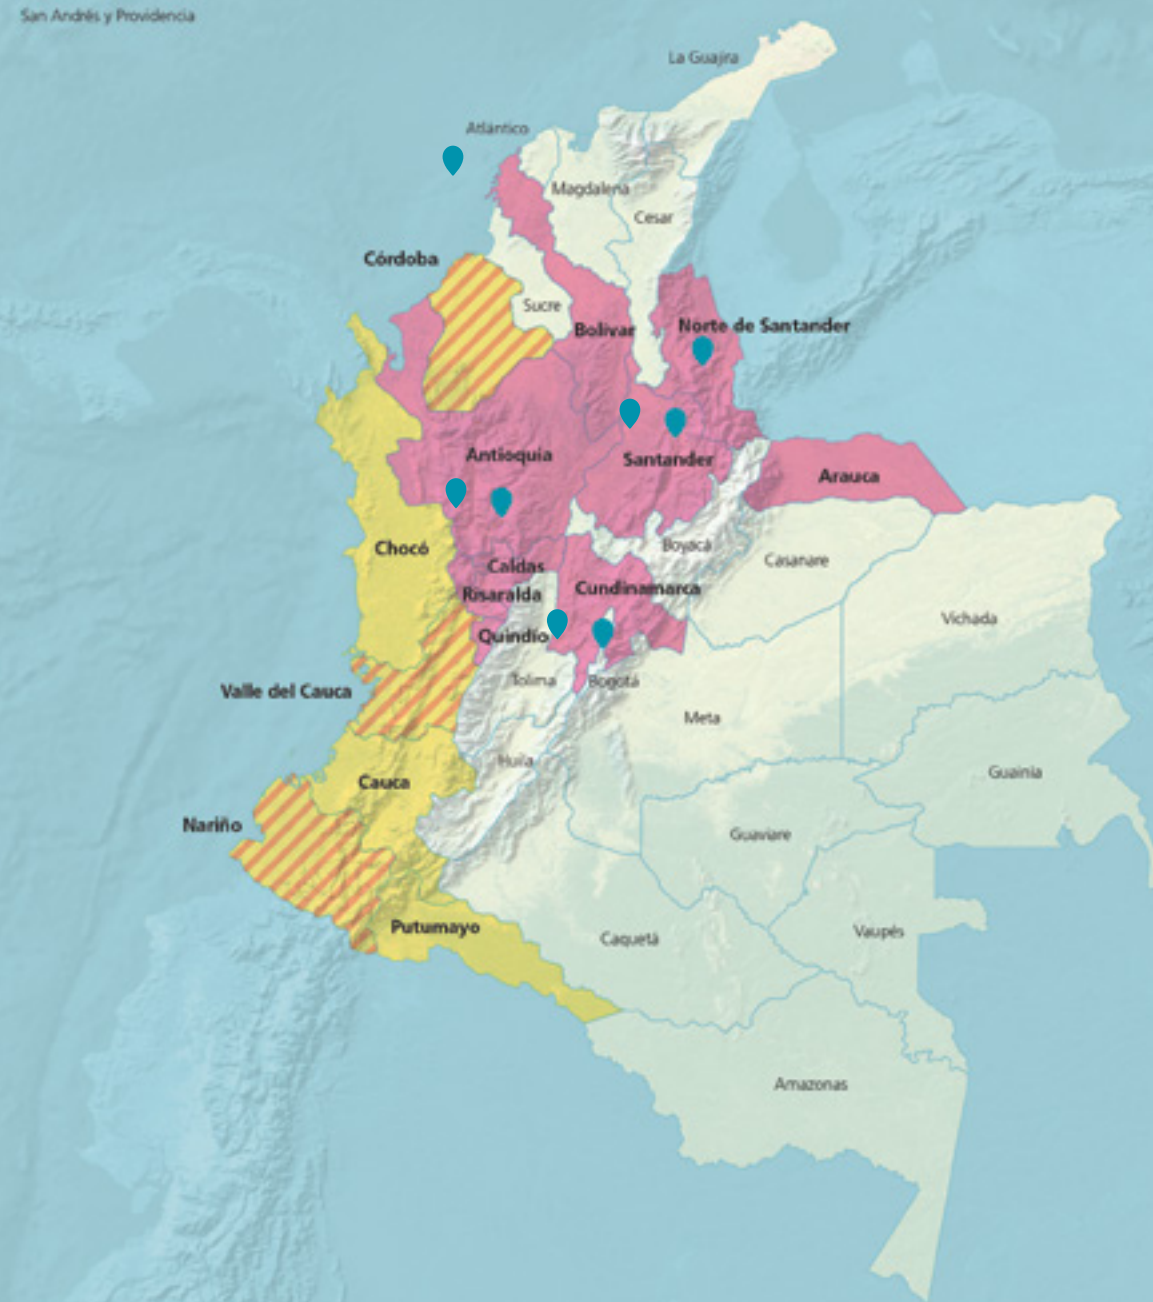 San Andrés y Providencia
La Guajira
Atlántico
Magdalena
Cesar
Córdoba
Sucre
Bolívar
Norte de Santander
Antioquia
Santander
Arauca
Chocó
Boyacá
Casanare
Caldas
Cundinamarca
Risaralda
Vichada
Quindío
Tolima
Bogotá
Valle del Cauca
Meta
Huila
Guainía
Cauca
Nariño
Guaviare
Putumayo
Caquetá
Vaupés
Amazonas